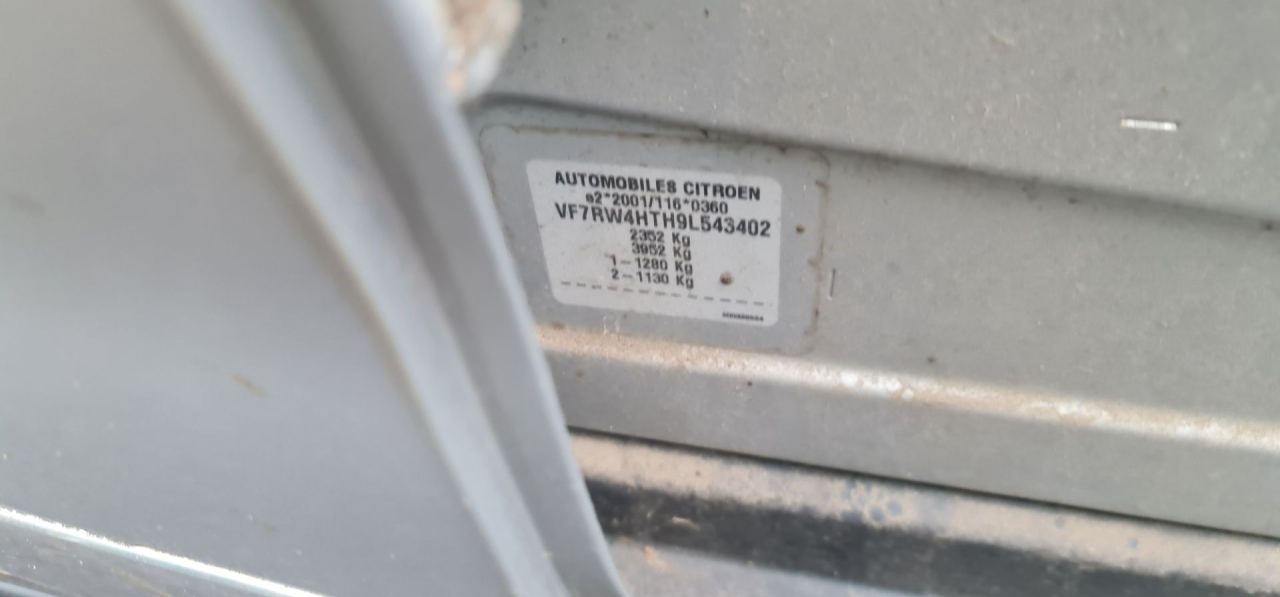 AUTOMOBILES CITROEN
e2*2001/116*0360
VF7RW4HTH9L543402
2352 Kg
3952 Kg
1-1280 Kg
2-1130 Kg